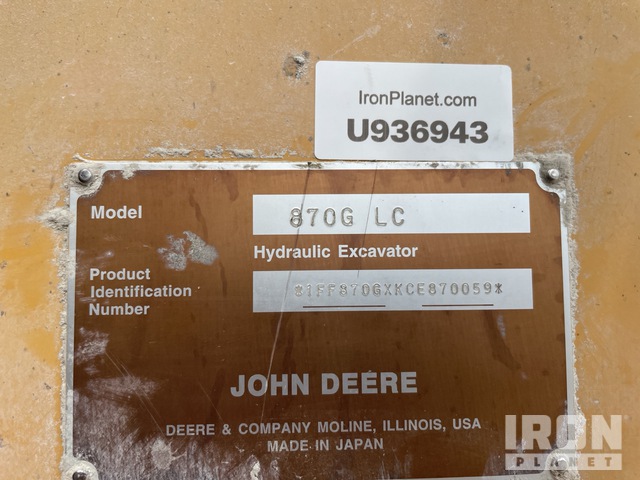 IronPlanet.com
U936943
Model
870G LC
Hydraulic Excavator
Product
Identification
Number
*1FF870GXKCE870059*
JOHN DEERE
DEERE & COMPANY MOLINE, ILLINOIS, USA
MADE IN JAPAN
IRON
PLANET